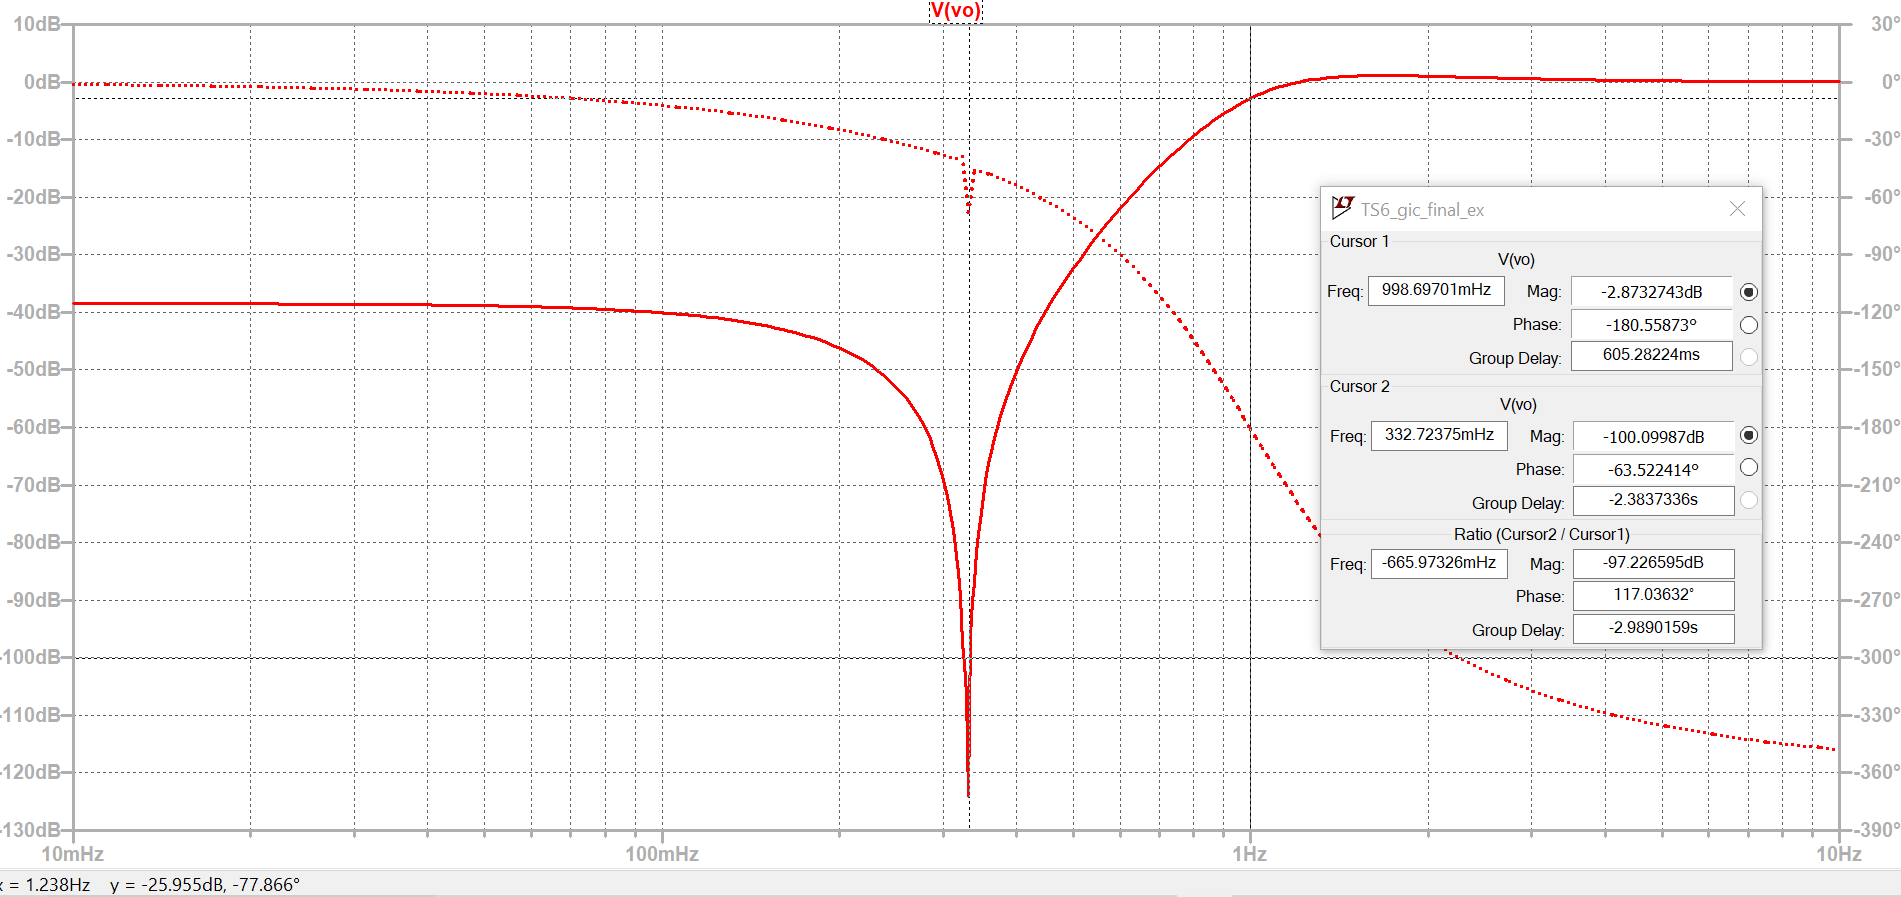 V(vo)
10dB
0dB
-10dB
-20dB
-30dB
-40dB
-50dB
-60dB
-70dB
-80dB
-90dB
-100dB
-110dB
-120dB
-130dB
30°
0°
-30°
-60°
-90°
-120°
-150°
-180°
-210°
-240°
-270°
-300°
-330°
-360°
-390°
10mHz 100mHz 1Hz 10Hz
TS6_gic_final_ex
Cursor 1
V(vo)
Freq: 998.69701mHz Mag: -2.8732743dB
Phase: -180.55873°
Group Delay: 605.28224ms
Cursor 2
V(vo)
Freq: 332.72375mHz Mag: -100.09987dB
Phase: -63.522414°
Group Delay: -2.3837336s
Ratio (Cursor2 / Cursor1)
Freq: -665.97326mHz Mag: -97.226595dB
Phase: 117.03632°
Group Delay: -2.9890159s
x = 1.238Hz y = -25.955dB, -77.866°